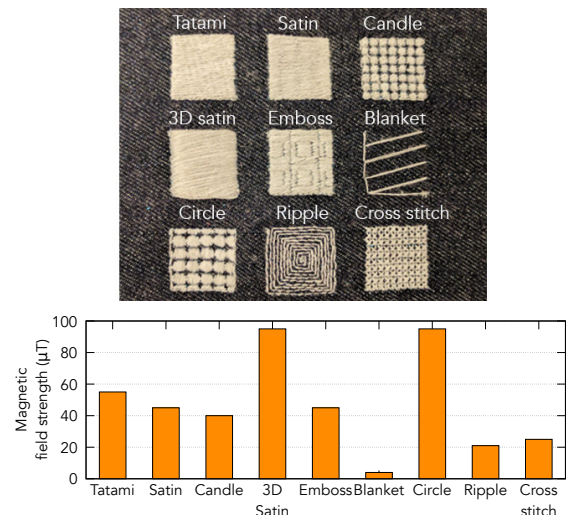 Tatami Satin Candle
3D satin Emboss Blanket
Circle Ripple Cross stitch
Magnetic
field strength (μT)
100
80
60
40
20
0
Tatami Satin Candle 3D Satin Emboss Blanket Circle Ripple Cross stitch